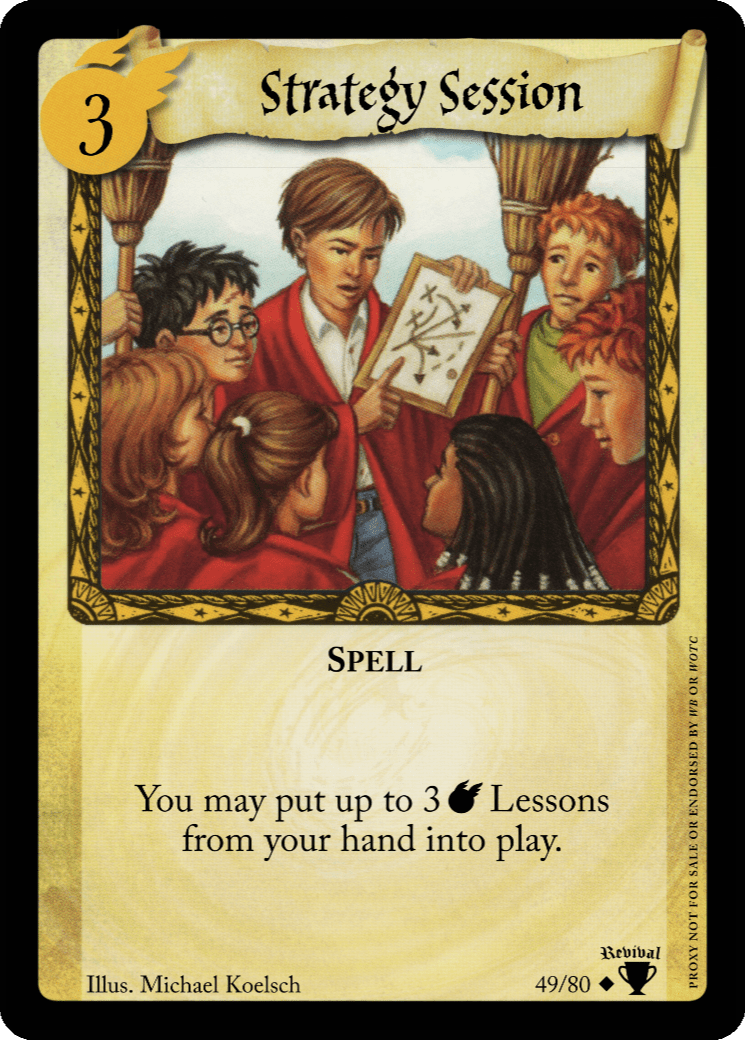 3
Strategy Session
SPELL
You may put up to 3 Lessons
from your hand into play.
Illus. Michael Koelsch
49/80
Revival
PROXY NOT FOR SALE OR ENDORSED BY WB OR WOTC